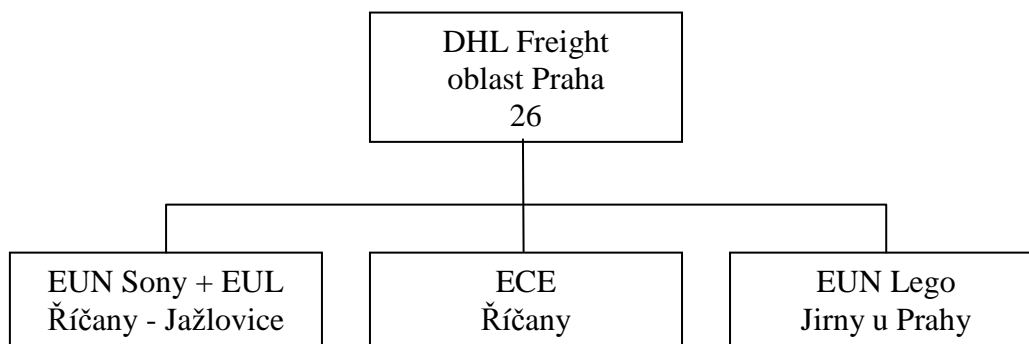 DHL Freight
oblast Praha
26
EUN Sony + EUL
Říčany - Jažlovice
ECE
Říčany
EUN Lego
Jirny u Prahy